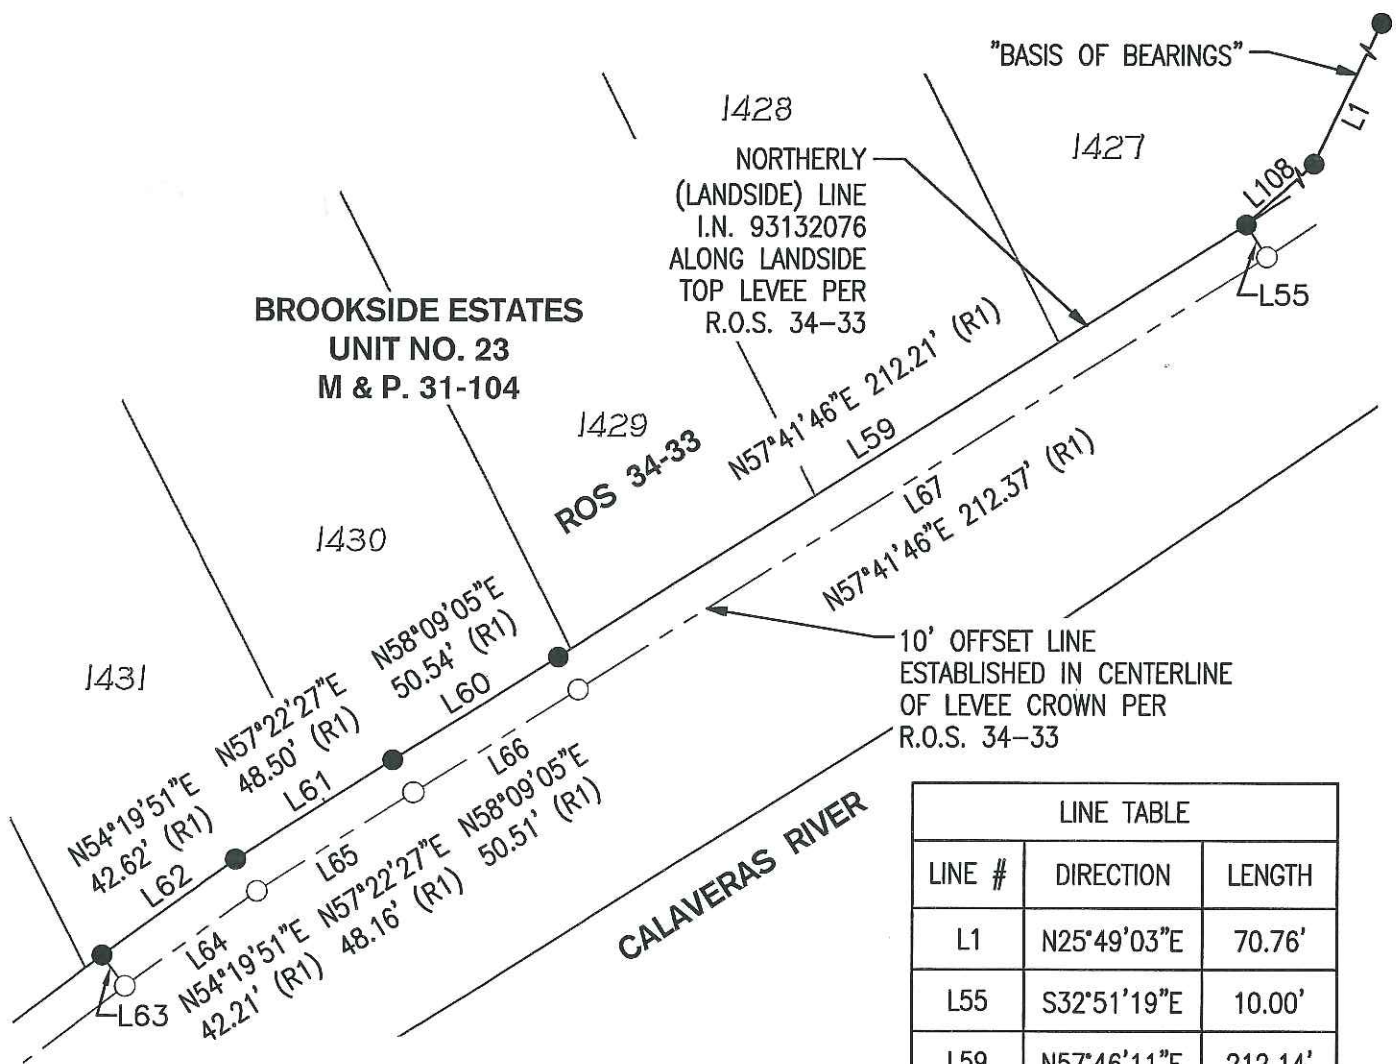 "BASIS OF BEARINGS"
L1
1428
1427
NORTHERLY
(LANDSIDE) LINE
I.N. 93132076
ALONG LANDSIDE
TOP LEVEE PER
R.O.S. 34–33
L108
L55
BROOKSIDE ESTATES
UNIT NO. 23
M & P. 31-104
1429
ROS 34-33
N57°41'46"E 212.21' (R1)
L59
L67
N57°41'46"E 212.37' (R1)
1430
1431
N58°09'05"E
50.54' (R1)
L60
N57°22'27"E
48.50' (R1)
L61
N54°19'51"E
42.62' (R1)
L62
10' OFFSET LINE
ESTABLISHED IN CENTERLINE
OF LEVEE CROWN PER
R.O.S. 34–33
L66
N58°09'05"E
50.51' (R1)
L65
N57°22'27"E
48.16' (R1)
L64
N54°19'51"E
42.21' (R1)
L63
CALAVERAS RIVER
LINE TABLE
LINE # DIRECTION LENGTH
L1 N25°49'03"E 70.76'
L55 S32°51'19"E 10.00'
L59 N57°46'11"E 212.14'